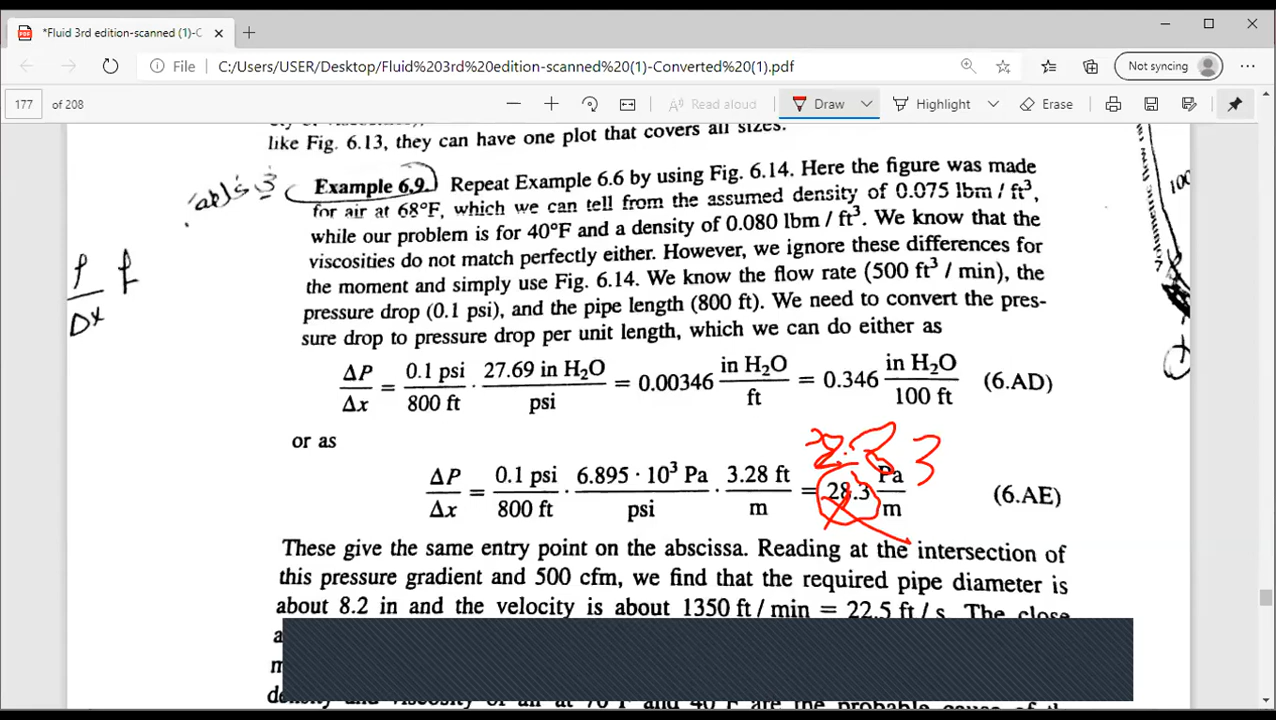 *Fluid 3rd edition-scanned (1)-C
File
C:/Users/USER/Desktop/Fluid%203rd%20edition-scanned%20(1)-Converted%20(1).pdf
Not syncing
177 of 208
Read aloud
Draw
Highlight
Erase
like Fig. 6.13, they can have one plot that covers all sizes.
Example 6.9. Repeat Example 6.6 by using Fig. 6.14. Here the figure was made
for air at 68°F, which we can tell from the assumed density of 0.075 lbm / ft³,
while our problem is for 40°F and a density of 0.080 lbm / ft³. We know that the
viscosities do not match perfectly either. However, we ignore these differences for
the moment and simply use Fig. 6.14. We know the flow rate (500 ft³ / min), the
pressure drop (0.1 psi), and the pipe length (800 ft). We need to convert the pres-
sure drop to pressure drop per unit length, which we can do either as
ΔP/Δx = 0.1 psi/800 ft · 27.69 in H₂O/psi = 0.00346 in H₂O/ft = 0.346 in H₂O/100 ft (6.AD)
or as
ΔP/Δx = 0.1 psi/800 ft · 6.895 · 10³ Pa/psi · 3.28 ft/m = 28.3 Pa/m (6.AE)
These give the same entry point on the abscissa. Reading at the intersection of
this pressure gradient and 500 cfm, we find that the required pipe diameter is
about 8.2 in and the velocity is about 1350 ft / min = 22.5 ft / s. The close